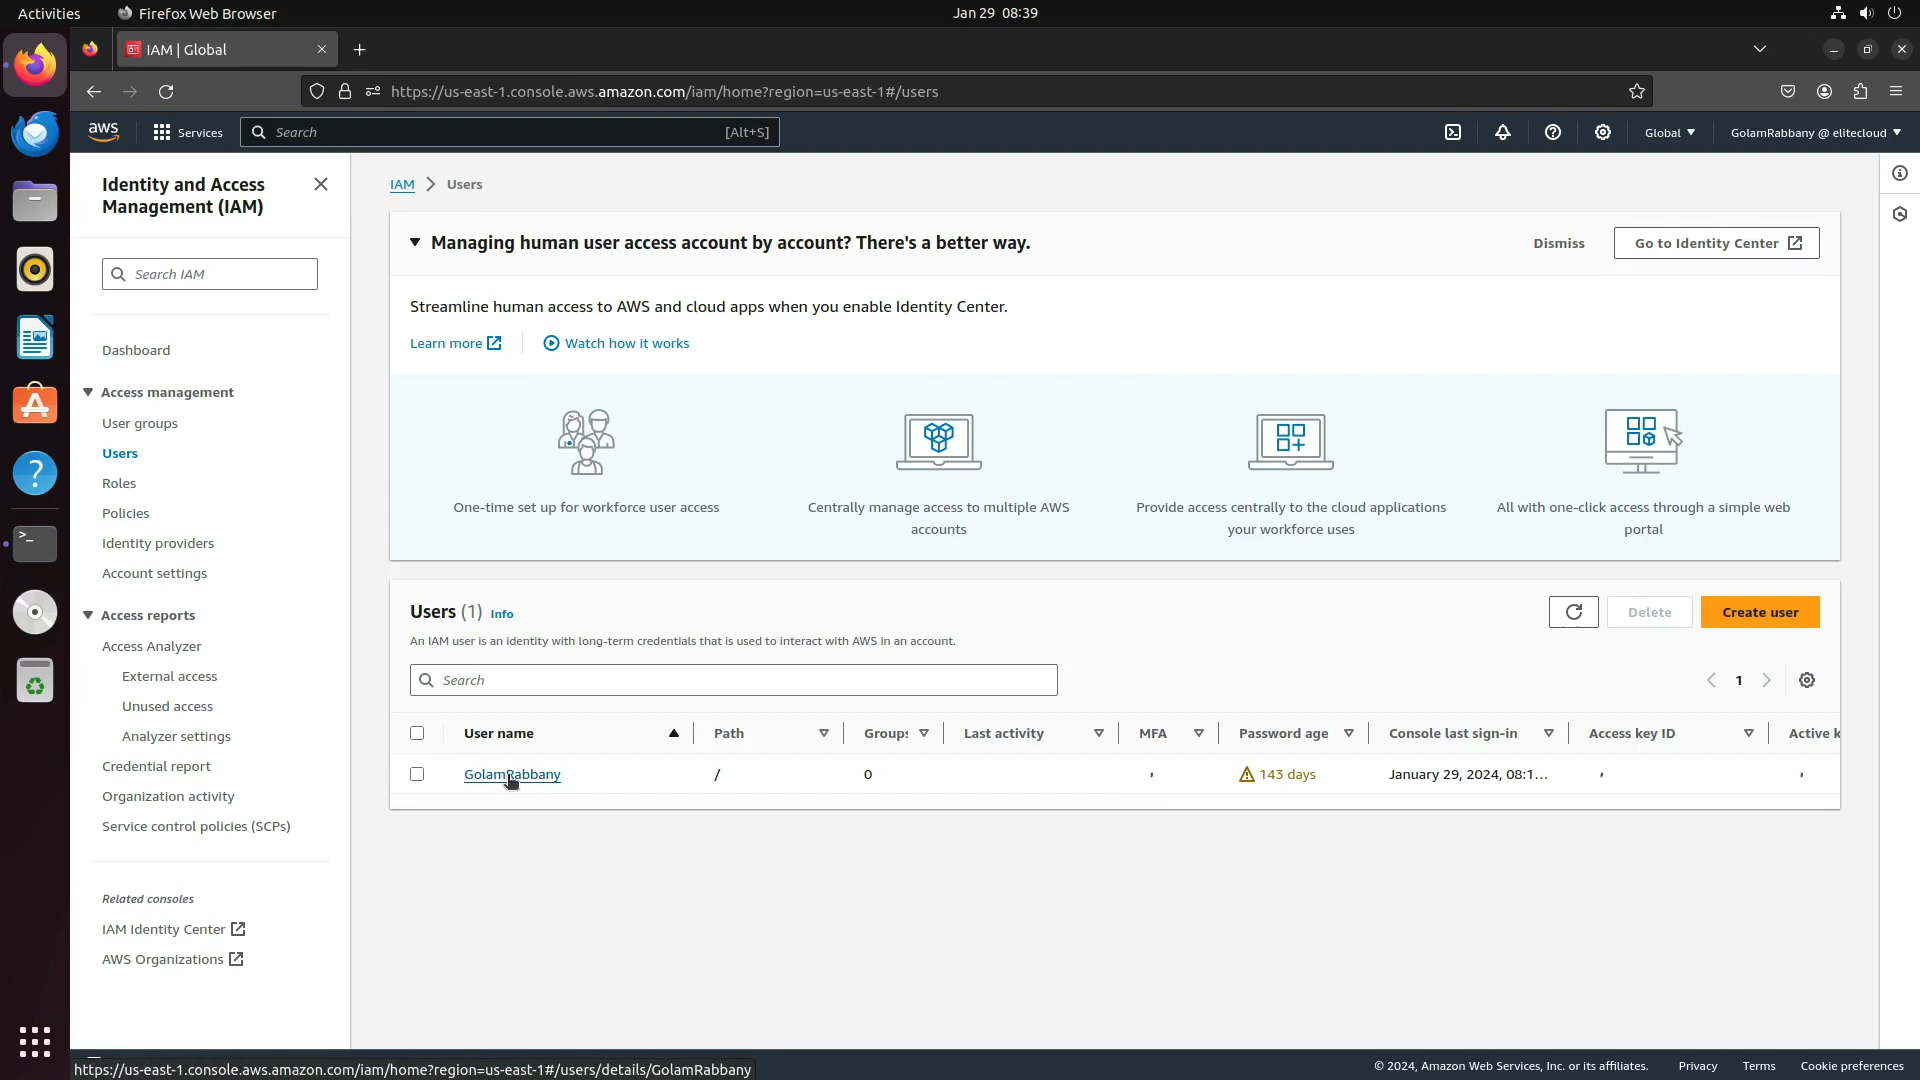 Activities
Firefox Web Browser
Jan 29 08:39
IAM | Global
https://us-east-1.console.aws.amazon.com/iam/home?region=us-east-1#/users
aws
Services
Search
[Alt+S]
Global
GolamRabbany @ elitecloud
Identity and Access
Management (IAM)
Search IAM
Dashboard
Access management
User groups
Users
Roles
Policies
Identity providers
Account settings
Access reports
Access Analyzer
External access
Unused access
Analyzer settings
Credential report
Organization activity
Service control policies (SCPs)
Related consoles
IAM Identity Center
AWS Organizations
IAM > Users
Managing human user access account by account? There's a better way.
Dismiss
Go to Identity Center
Streamline human access to AWS and cloud apps when you enable Identity Center.
Learn more
Watch how it works
One-time set up for workforce user access
Centrally manage access to multiple AWS
accounts
Provide access centrally to the cloud applications
your workforce uses
All with one-click access through a simple web
portal
Users (1) Info
Delete
Create user
An IAM user is an identity with long-term credentials that is used to interact with AWS in an account.
Search
1
User name
Path
Groups
Last activity
MFA
Password age
Console last sign-in
Access key ID
Active k
GolamRabbany
/
0
143 days
January 29, 2024, 08:1...
https://us-east-1.console.aws.amazon.com/iam/home?region=us-east-1#/users/details/GolamRabbany
© 2024, Amazon Web Services, Inc. or its affiliates.
Privacy
Terms
Cookie preferences